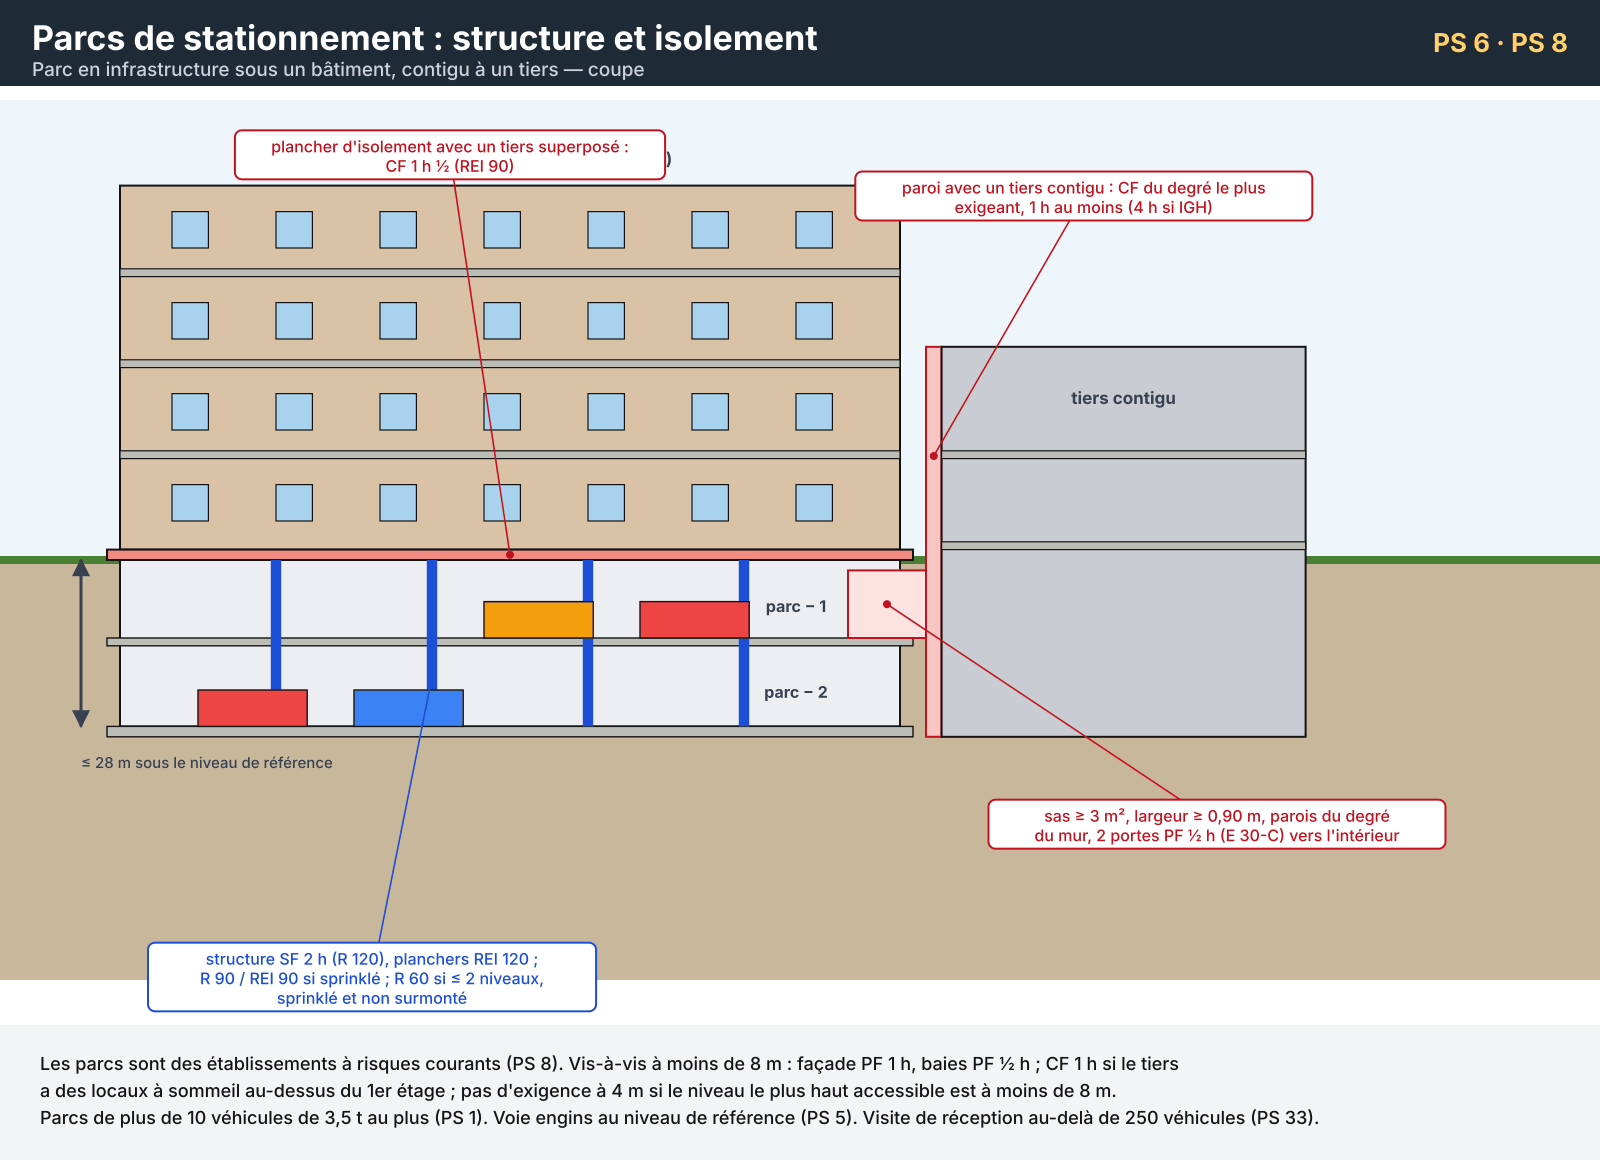 Parcs de stationnement : structure et isolement
PS 6 · PS 8
Parc en infrastructure sous un bâtiment, contigu à un tiers — coupe
plancher d'isolement avec un tiers superposé :
CF 1 h ½ (REI 90)
)
paroi avec un tiers contigu : CF du degré le plus
exigeant, 1 h au moins (4 h si IGH)
tiers contigu
parc − 1
parc − 2
≤ 28 m sous le niveau de référence
sas ≥ 3 m², largeur ≥ 0,90 m, parois du degré
du mur, 2 portes PF ½ h (E 30-C) vers l'intérieur
structure SF 2 h (R 120), planchers REI 120 ;
R 90 / REI 90 si sprinklé ; R 60 si ≤ 2 niveaux,
sprinklé et non surmonté
Les parcs sont des établissements à risques courants (PS 8). Vis-à-vis à moins de 8 m : façade PF 1 h, baies PF ½ h ; CF 1 h si le tiers
a des locaux à sommeil au-dessus du 1er étage ; pas d'exigence à 4 m si le niveau le plus haut accessible est à moins de 8 m.
Parcs de plus de 10 véhicules de 3,5 t au plus (PS 1). Voie engins au niveau de référence (PS 5). Visite de réception au-delà de 250 véhicules (PS 33).